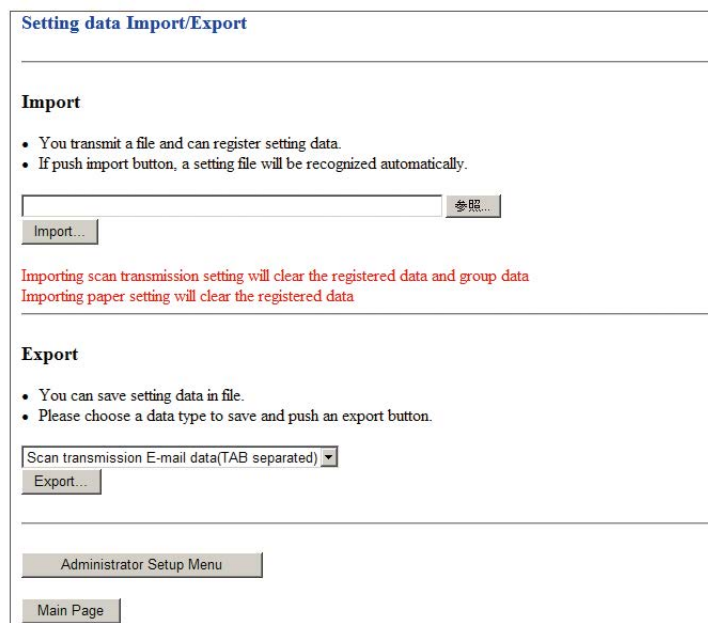 Setting data Import/Export
Import
• You transmit a file and can register setting data.
• If push import button, a setting file will be recognized automatically.
参照...
Import...
Importing scan transmission setting will clear the registered data and group data
Importing paper setting will clear the registered data
Export
• You can save setting data in file.
• Please choose a data type to save and push an export button.
Scan transmission E-mail data(TAB separated)
Export...
Administrator Setup Menu
Main Page